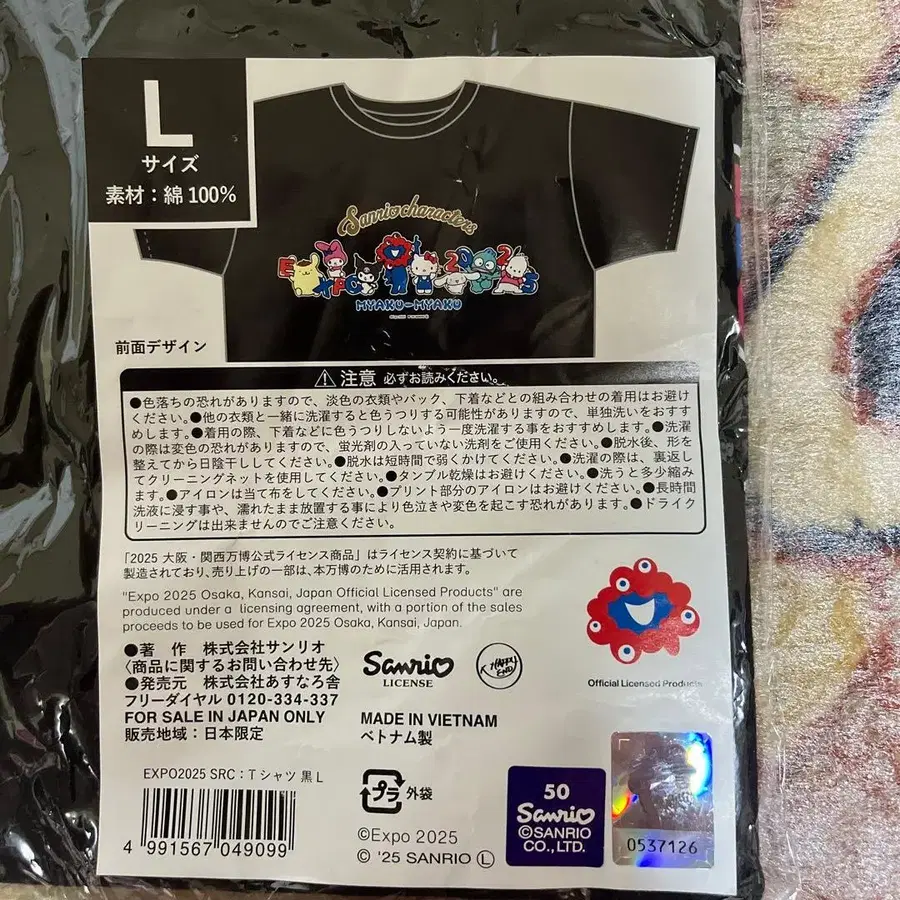 L
サイズ
素材：綿100%
Sanriocharacters
EXPO 2025
MYAKU-MYAKU
前面デザイン
注意 必ずお読みください。
●色落ちの恐れがありますので、淡色の衣類やバック、下着などとの組み合わせの着用はお避け
ください。●他の衣類と一緒に洗濯すると色うつりする可能性がありますので、単独洗いをおすす
めします。●着用の際、下着などに色うつりしないよう一度洗濯する事をおすすめします。●洗濯
の際は変色の恐れがありますので、蛍光剤の入っていない洗剤をご使用ください。●脱水後、形を
整えてから日陰干ししてください。●脱水は短時間で弱くかけてください。●洗濯の際は、裏返し
てクリーニングネットを使用してください。●タンブル乾燥はお避けください。●洗うと多少縮み
ます。●アイロンは当て布をしてください。●プリント部分のアイロンはお避けください。●長時間
洗液に浸す事や、濡れたまま放置する事により色泣きや変色を起こす恐れがあります。●ドライク
リーニングは出来ませんのでご注意ください。
「2025 大阪・関西万博公式ライセンス商品」はライセンス契約に基づいて
製造されており、売り上げの一部は、本万博のために活用されます。
"Expo 2025 Osaka, Kansai, Japan Official Licensed Products" are
produced under a licensing agreement, with a portion of the sales
proceeds to be used for Expo 2025 Osaka, Kansai, Japan.
●著 作 株式会社サンリオ
〈商品に関するお問い合わせ先〉
●発売元 株式会社あすなろ舎
フリーダイヤル 0120-334-337
FOR SALE IN JAPAN ONLY
販売地域：日本限定
Sanrio
LICENSE
HAPPY
END
Official Licensed Products
MADE IN VIETNAM
ベトナム製
EXPO2025 SRC：Tシャツ 黒 L
4 991567 049099
プラ 外袋
©Expo 2025
© '25 SANRIO Ⓛ
50
Sanrio
©SANRIO
CO., LTD.
0537126